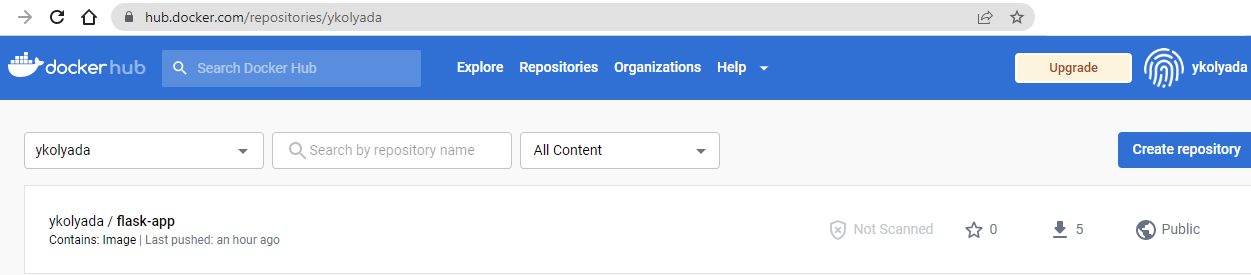 hub.docker.com/repositories/ykolyada
dockerhub Search Docker Hub Explore Repositories Organizations Help Upgrade ykolyada
ykolyada Search by repository name All Content Create repository
ykolyada / flask-app
Not Scanned 0 5 Public
Contains: Image | Last pushed: an hour ago